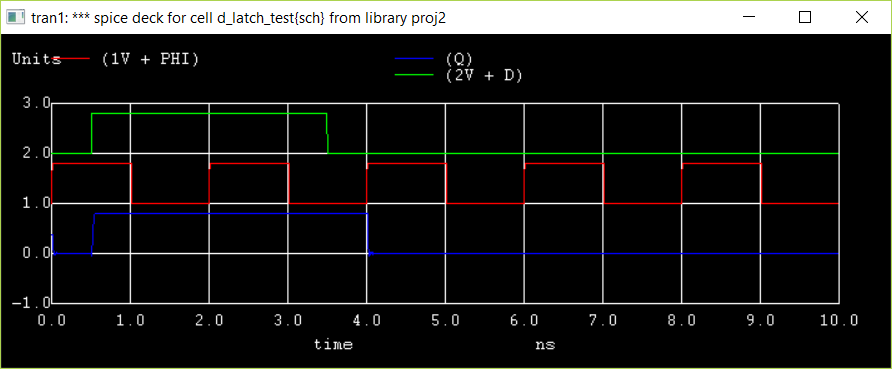 tran1: *** spice deck for cell d_latch_test{sch} from library proj2
Units (1V + PHI) (Q)
(2V + D)
3.0
2.0
1.0
0.0
-1.0
0.0 1.0 2.0 3.0 4.0 5.0 6.0 7.0 8.0 9.0 10.0
time ns